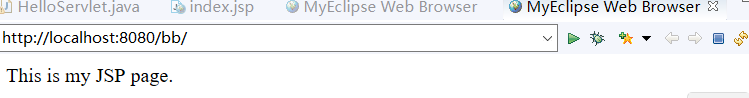 HelloServlet.java index.jsp MyEclipse Web Browser MyEclipse Web Browser
http://localhost:8080/bb/
This is my JSP page.